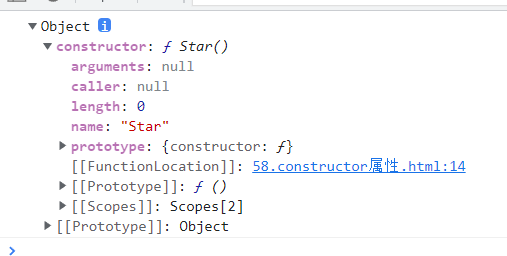 Object i
constructor: ƒ Star()
arguments: null
caller: null
length: 0
name: "Star"
prototype: {constructor: ƒ}
[[FunctionLocation]]: 58.constructor属性.html:14
[[Prototype]]: ƒ ()
[[Scopes]]: Scopes[2]
[[Prototype]]: Object